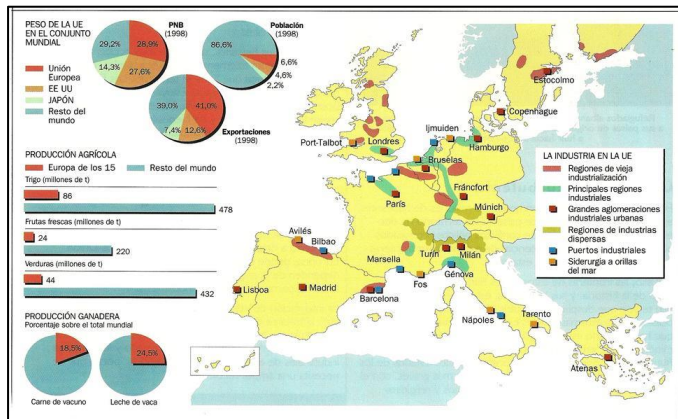 PESO DE LA UE
EN EL CONJUNTO
MUNDIAL
PNB
(1998)
29,2%
28,9%
14,3%
27,6%
Población
(1998)
86,6%
6,6%
4,6%
2,2%
Unión
Europea
EE UU
JAPÓN
Resto del
mundo
39,0%
41,0%
7,4%
12,6%
Exportaciones
(1998)
PRODUCCIÓN AGRÍCOLA
Europa de los 15
Resto del mundo
Trigo (millones de t)
86
478
Frutas frescas (millones de t)
24
220
Verduras (millones de t)
44
432
PRODUCCIÓN GANADERA
Porcentaje sobre el total mundial
18,5%
Carne de vacuno
24,5%
Leche de vaca
Estocolmo
Copenhague
Port-Talbot
Londres
Ijmuiden
Hamburgo
Bruselas
París
Fráncfort
Múnich
Avilés
Bilbao
Marsella
Turín
Milán
Fos
Génova
Lisboa
Madrid
Barcelona
Nápoles
Tarento
Atenas
LA INDUSTRIA EN LA UE
Regiones de vieja
industrialización
Principales regiones
industriales
Grandes aglomeraciones
industriales urbanas
Regiones de industrias
dispersas
Puertos industriales
Siderurgia a orillas
del mar